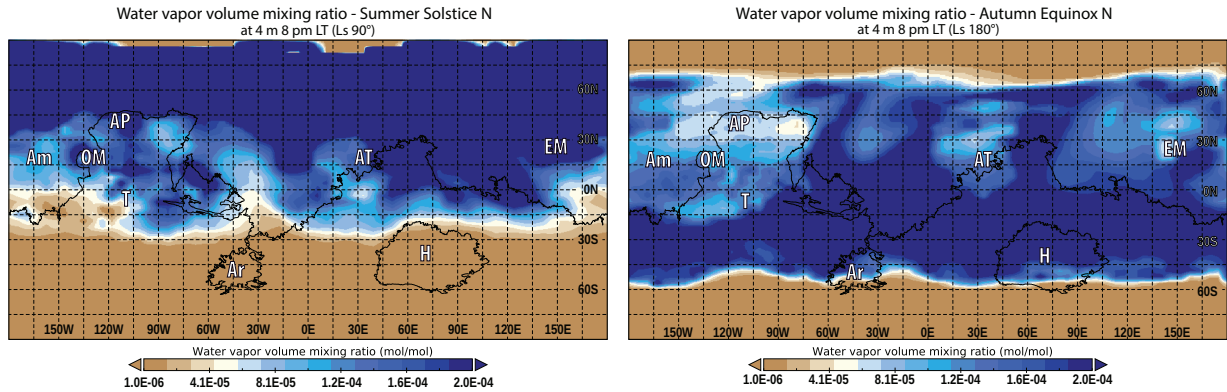 Water vapor volume mixing ratio - Summer Solstice N
at 4 m 8 pm LT (Ls 90°)
60N
AP
30N
Am
OM
AT
EM
0N
T
30S
Ar
H
60S
150W 120W 90W 60W 30W 0E 30E 60E 90E 120E 150E
Water vapor volume mixing ratio (mol/mol)
1.0E-06 4.1E-05 8.1E-05 1.2E-04 1.6E-04 2.0E-04
Water vapor volume mixing ratio - Autumn Equinox N
at 4 m 8 pm LT (Ls 180°)
60N
AP
30N
EM
Am
OM
AT
0N
T
30S
H
Ar
60S
150W 120W 90W 60W 30W 0E 30E 60E 90E 120E 150E
Water vapor volume mixing ratio (mol/mol)
1.0E-06 4.1E-05 8.1E-05 1.2E-04 1.6E-04 2.0E-04